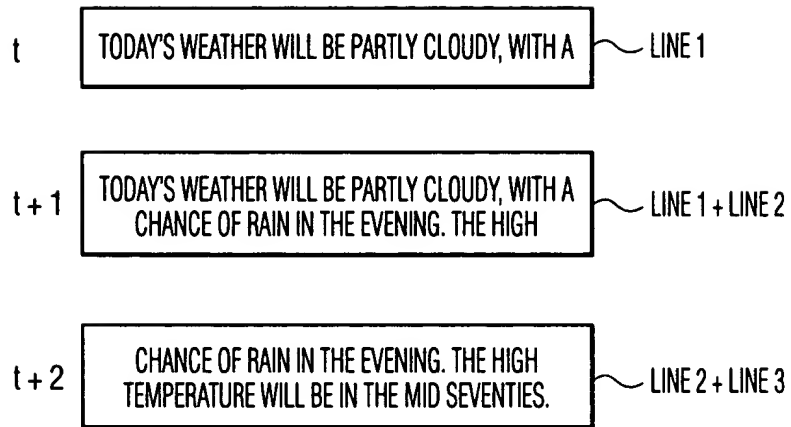 t
TODAY'S WEATHER WILL BE PARTLY CLOUDY, WITH A
LINE 1
t + 1
TODAY'S WEATHER WILL BE PARTLY CLOUDY, WITH A
CHANCE OF RAIN IN THE EVENING. THE HIGH
LINE 1 + LINE 2
t + 2
CHANCE OF RAIN IN THE EVENING. THE HIGH
TEMPERATURE WILL BE IN THE MID SEVENTIES.
LINE 2 + LINE 3